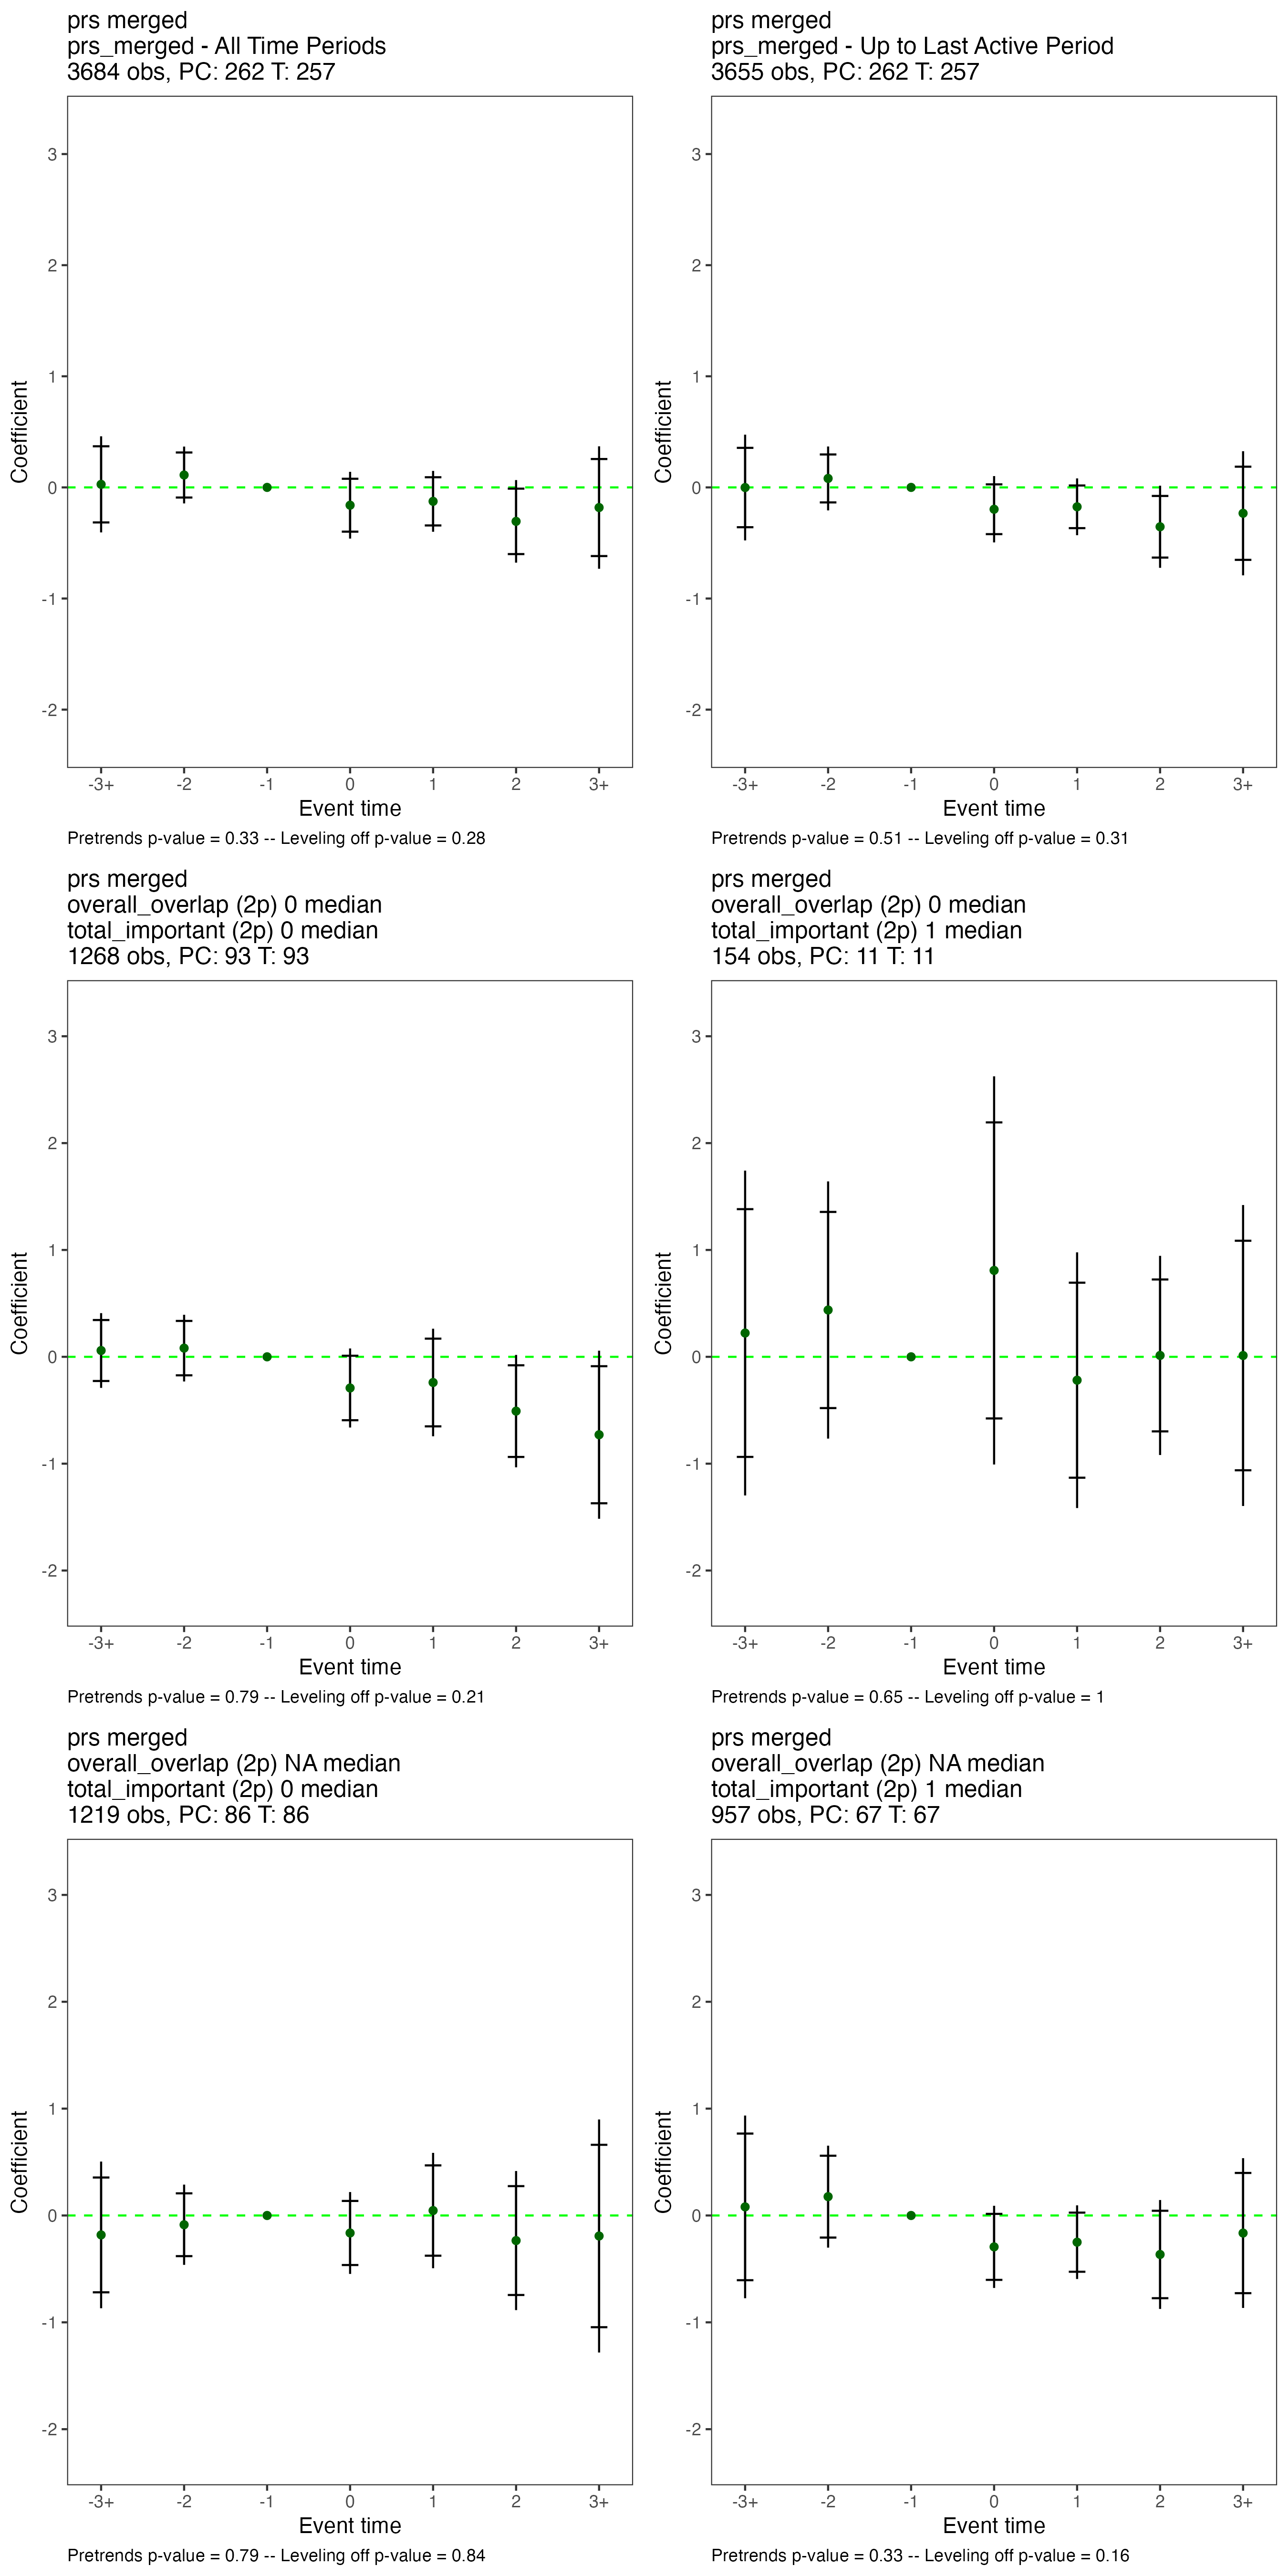 prs merged
prs_merged - All Time Periods
3684 obs, PC: 262 T: 257
3
2
1
0
-1
-2
Coefficient
-3+ -2 -1 0 1 2 3+
Event time
Pretrends p-value = 0.33 -- Leveling off p-value = 0.28
prs merged
prs_merged - Up to Last Active Period
3655 obs, PC: 262 T: 257
3
2
1
0
-1
-2
Coefficient
-3+ -2 -1 0 1 2 3+
Event time
Pretrends p-value = 0.51 -- Leveling off p-value = 0.31
prs merged
overall_overlap (2p) 0 median
total_important (2p) 0 median
1268 obs, PC: 93 T: 93
3
2
1
0
-1
-2
Coefficient
-3+ -2 -1 0 1 2 3+
Event time
Pretrends p-value = 0.79 -- Leveling off p-value = 0.21
prs merged
overall_overlap (2p) 0 median
total_important (2p) 1 median
154 obs, PC: 11 T: 11
3
2
1
0
-1
-2
Coefficient
-3+ -2 -1 0 1 2 3+
Event time
Pretrends p-value = 0.65 -- Leveling off p-value = 1
prs merged
overall_overlap (2p) NA median
total_important (2p) 0 median
1219 obs, PC: 86 T: 86
3
2
1
0
-1
-2
Coefficient
-3+ -2 -1 0 1 2 3+
Event time
Pretrends p-value = 0.79 -- Leveling off p-value = 0.84
prs merged
overall_overlap (2p) NA median
total_important (2p) 1 median
957 obs, PC: 67 T: 67
3
2
1
0
-1
-2
Coefficient
-3+ -2 -1 0 1 2 3+
Event time
Pretrends p-value = 0.33 -- Leveling off p-value = 0.16